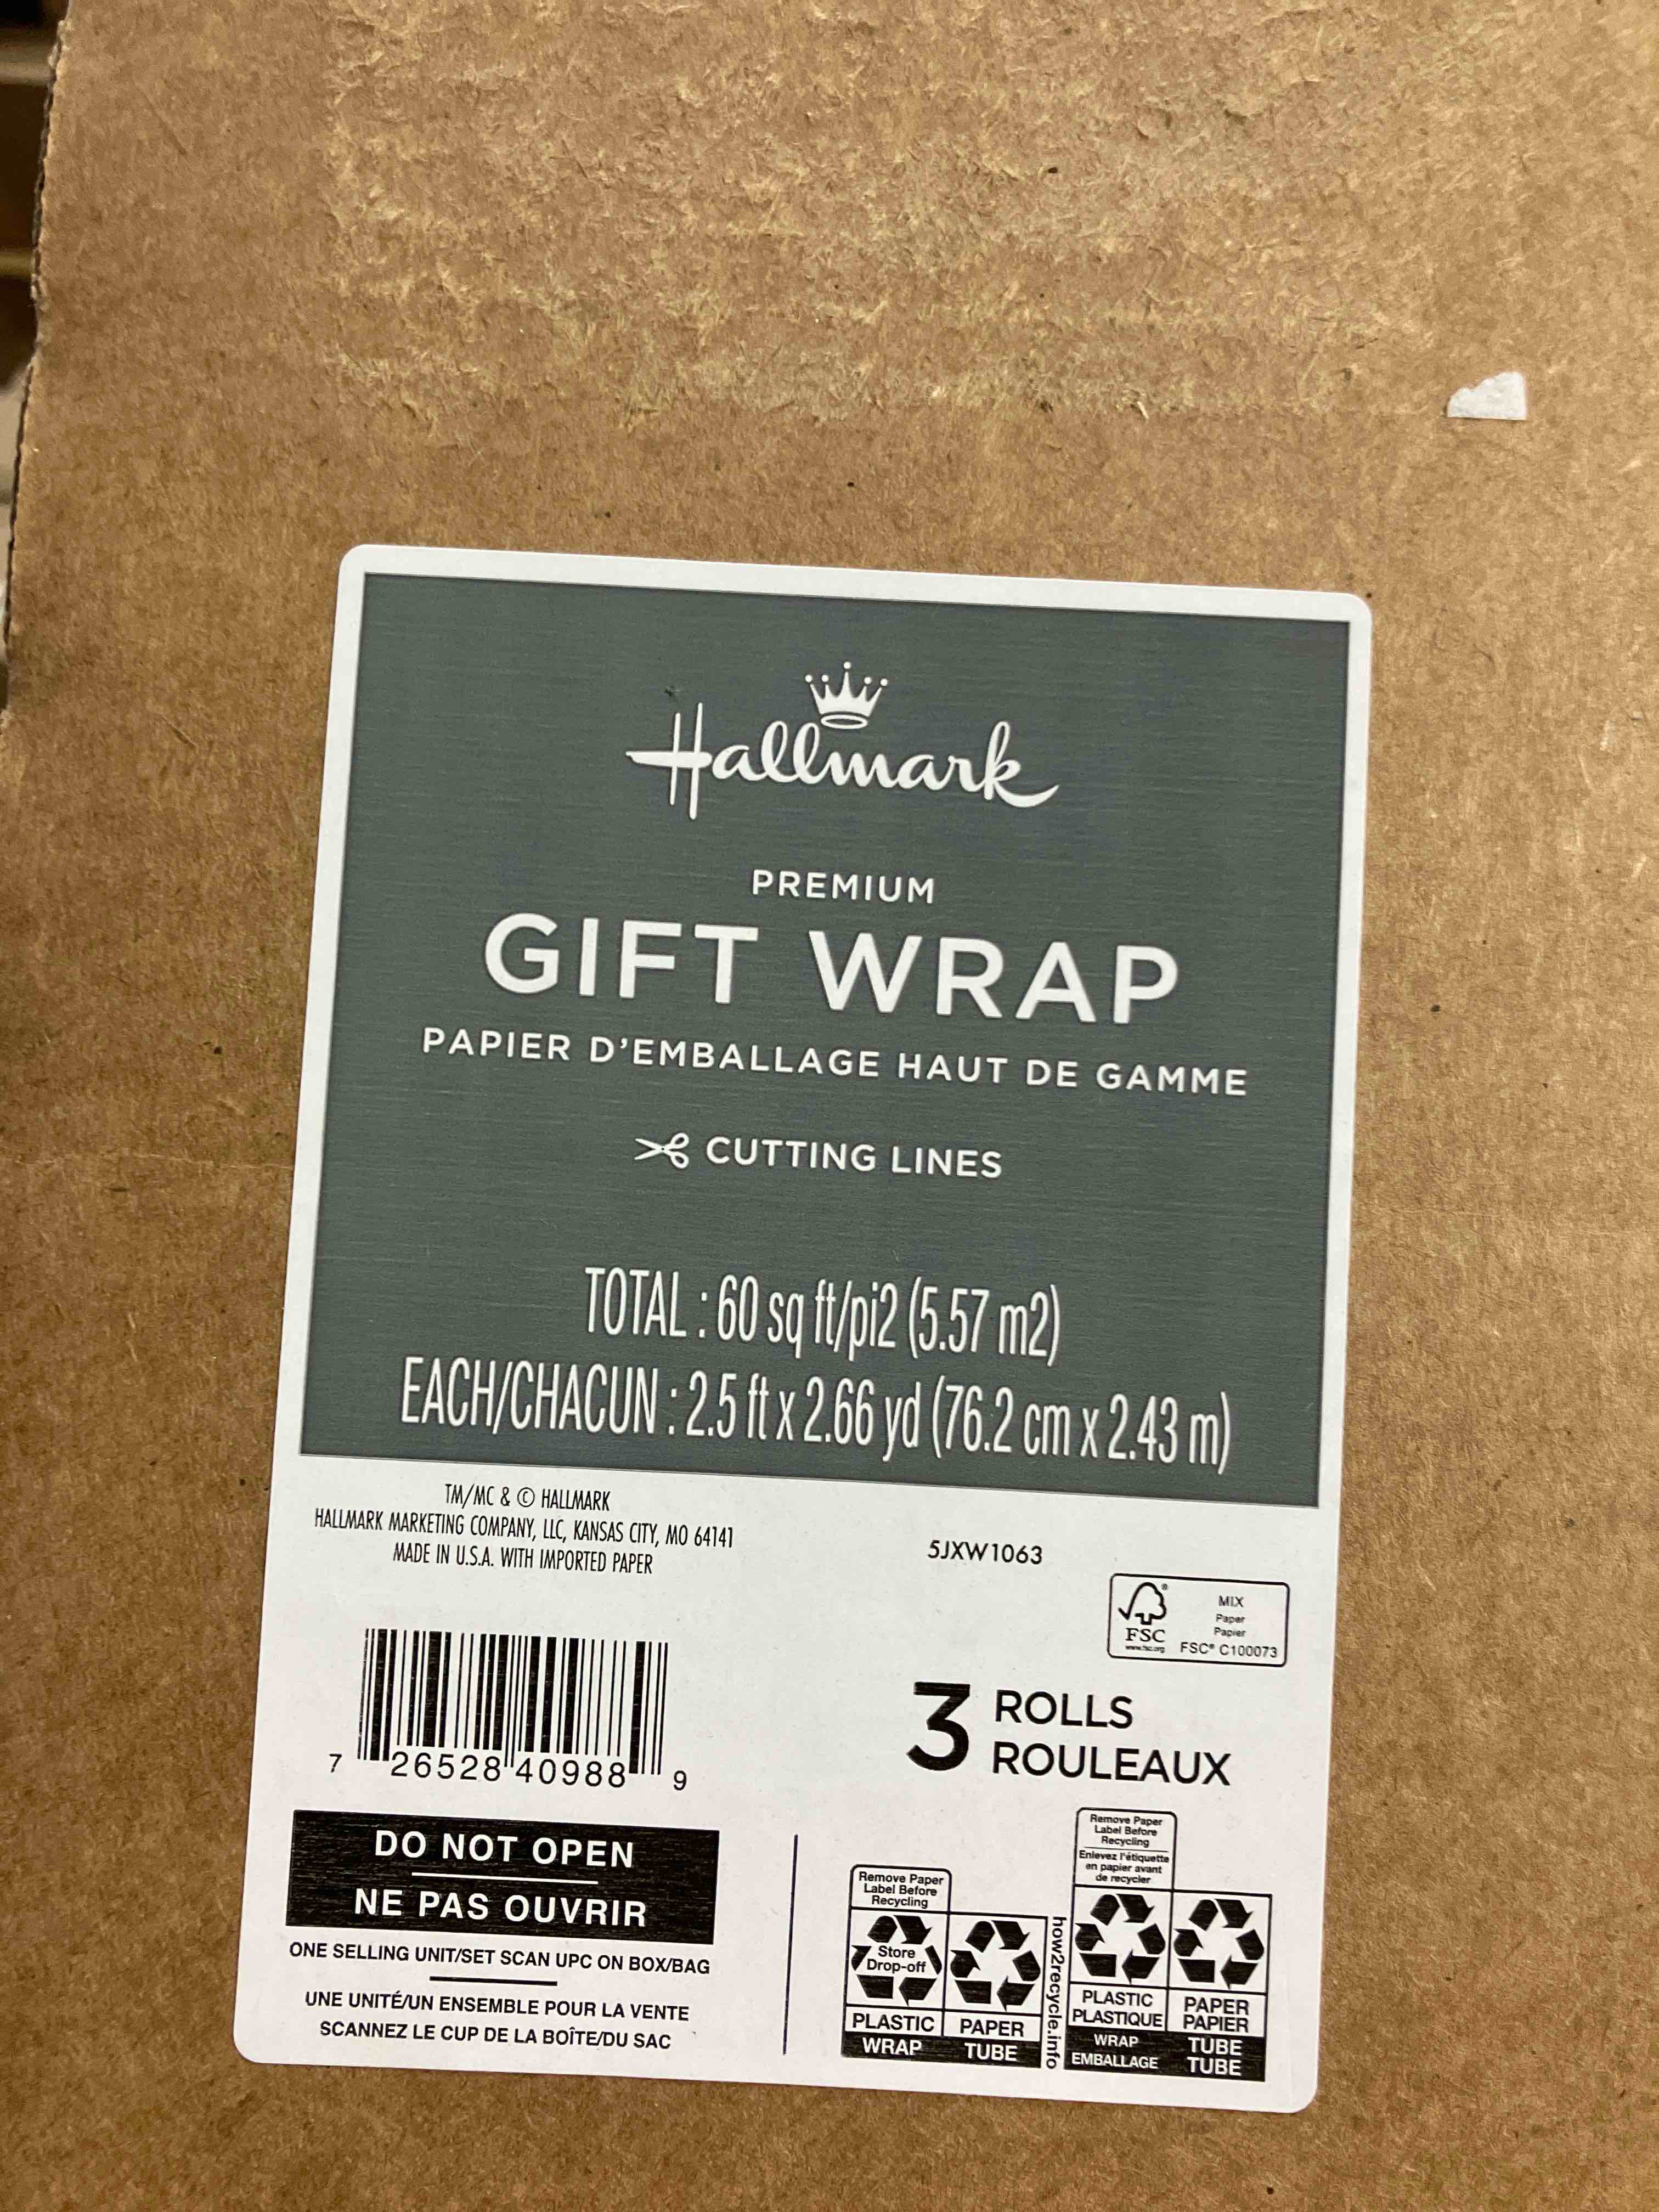 Hallmark
PREMIUM
GIFT WRAP
PAPIER D'EMBALLAGE HAUT DE GAMME
CUTTING LINES
TOTAL : 60 sq ft/pi2 (5.57 m2)
EACH/CHACUN : 2.5 ft x 2.66 yd (76.2 cm x 2.43 m)
TM/MC & © HALLMARK
HALLMARK MARKETING COMPANY, LLC, KANSAS CITY, MO 64141
MADE IN U.S.A. WITH IMPORTED PAPER
5JXW1063
FSC®
www.fsc.org
MIX
Paper
Papier
FSC® C100073
7 26528 40988 9
3 ROLLS
ROULEAUX
DO NOT OPEN
NE PAS OUVRIR
ONE SELLING UNIT/SET SCAN UPC ON BOX/BAG
UNE UNITÉ/UN ENSEMBLE POUR LA VENTE
SCANNEZ LE CUP DE LA BOÎTE/DU SAC
Remove Paper
Label Before
Recycling
Store
Drop-off
PLASTIC
WRAP
PAPER
TUBE
how2recycle.info
Remove Paper
Label Before
Recycling
Enlevez l'étiquette
en papier avant
de recycler
PLASTIC
PLASTIQUE
WRAP
EMBALLAGE
PAPER
PAPIER
TUBE
TUBE